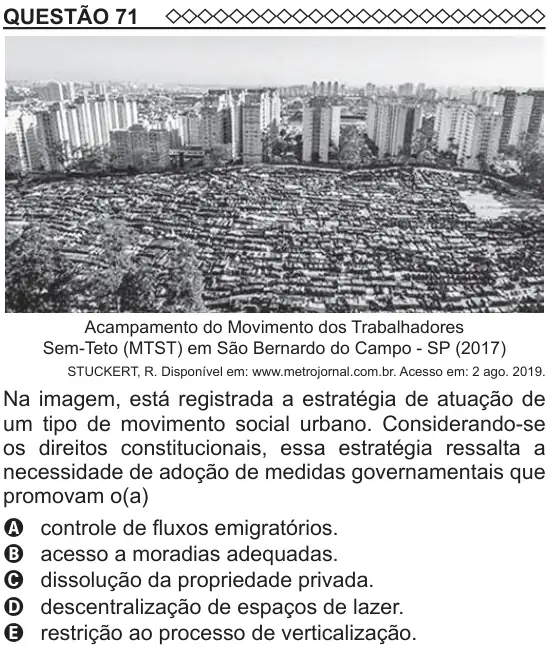 QUESTÃO 71
Acampamento do Movimento dos Trabalhadores
Sem-Teto (MTST) em São Bernardo do Campo - SP (2017)
STUCKERT, R. Disponível em: www.metrojornal.com.br. Acesso em: 2 ago. 2019.
Na imagem, está registrada a estratégia de atuação de
um tipo de movimento social urbano. Considerando-se
os direitos constitucionais, essa estratégia ressalta a
necessidade de adoção de medidas governamentais que
promovam o(a)
A controle de fluxos emigratórios.
B acesso a moradias adequadas.
C dissolução da propriedade privada.
D descentralização de espaços de lazer.
E restrição ao processo de verticalização.